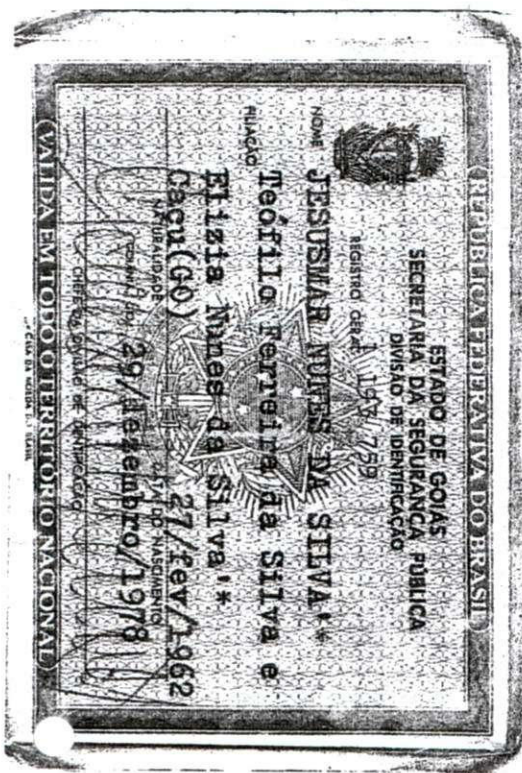 (REPÚBLICA FEDERATIVA DO BRASIL)
ESTADO DE GOIÁS
SECRETARIA DA SEGURANÇA PÚBLICA
DIVISÃO DE IDENTIFICAÇÃO
REGISTRO GERAL
NOME JESUSMAR NUNES DA SILVA'*
FILIAÇÃO Teófilo Ferreira da Silva e
Elizia Nunes da Silva'*
NATURALIDADE DATA DO NASCIMENTO
Caçu(GO) 27/fev/1962
29/dezembro/1978
CHEFE DA DIVISÃO DE IDENTIFICAÇÃO
(VÁLIDA EM TODO O TERRITÓRIO NACIONAL)